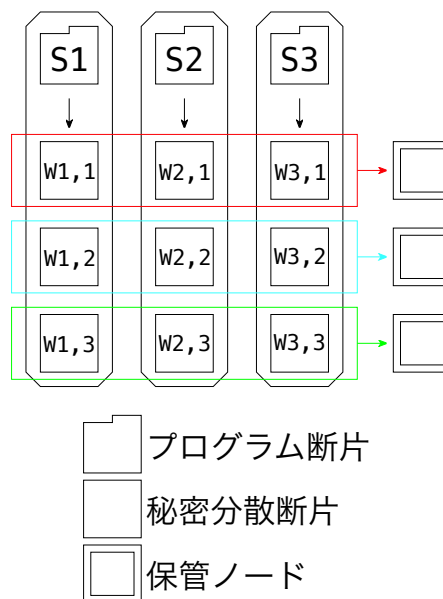 S1 S2 S3
W1,1 W2,1 W3,1
W1,2 W2,2 W3,2
W1,3 W2,3 W3,3
プログラム断片
秘密分散断片
保管ノード